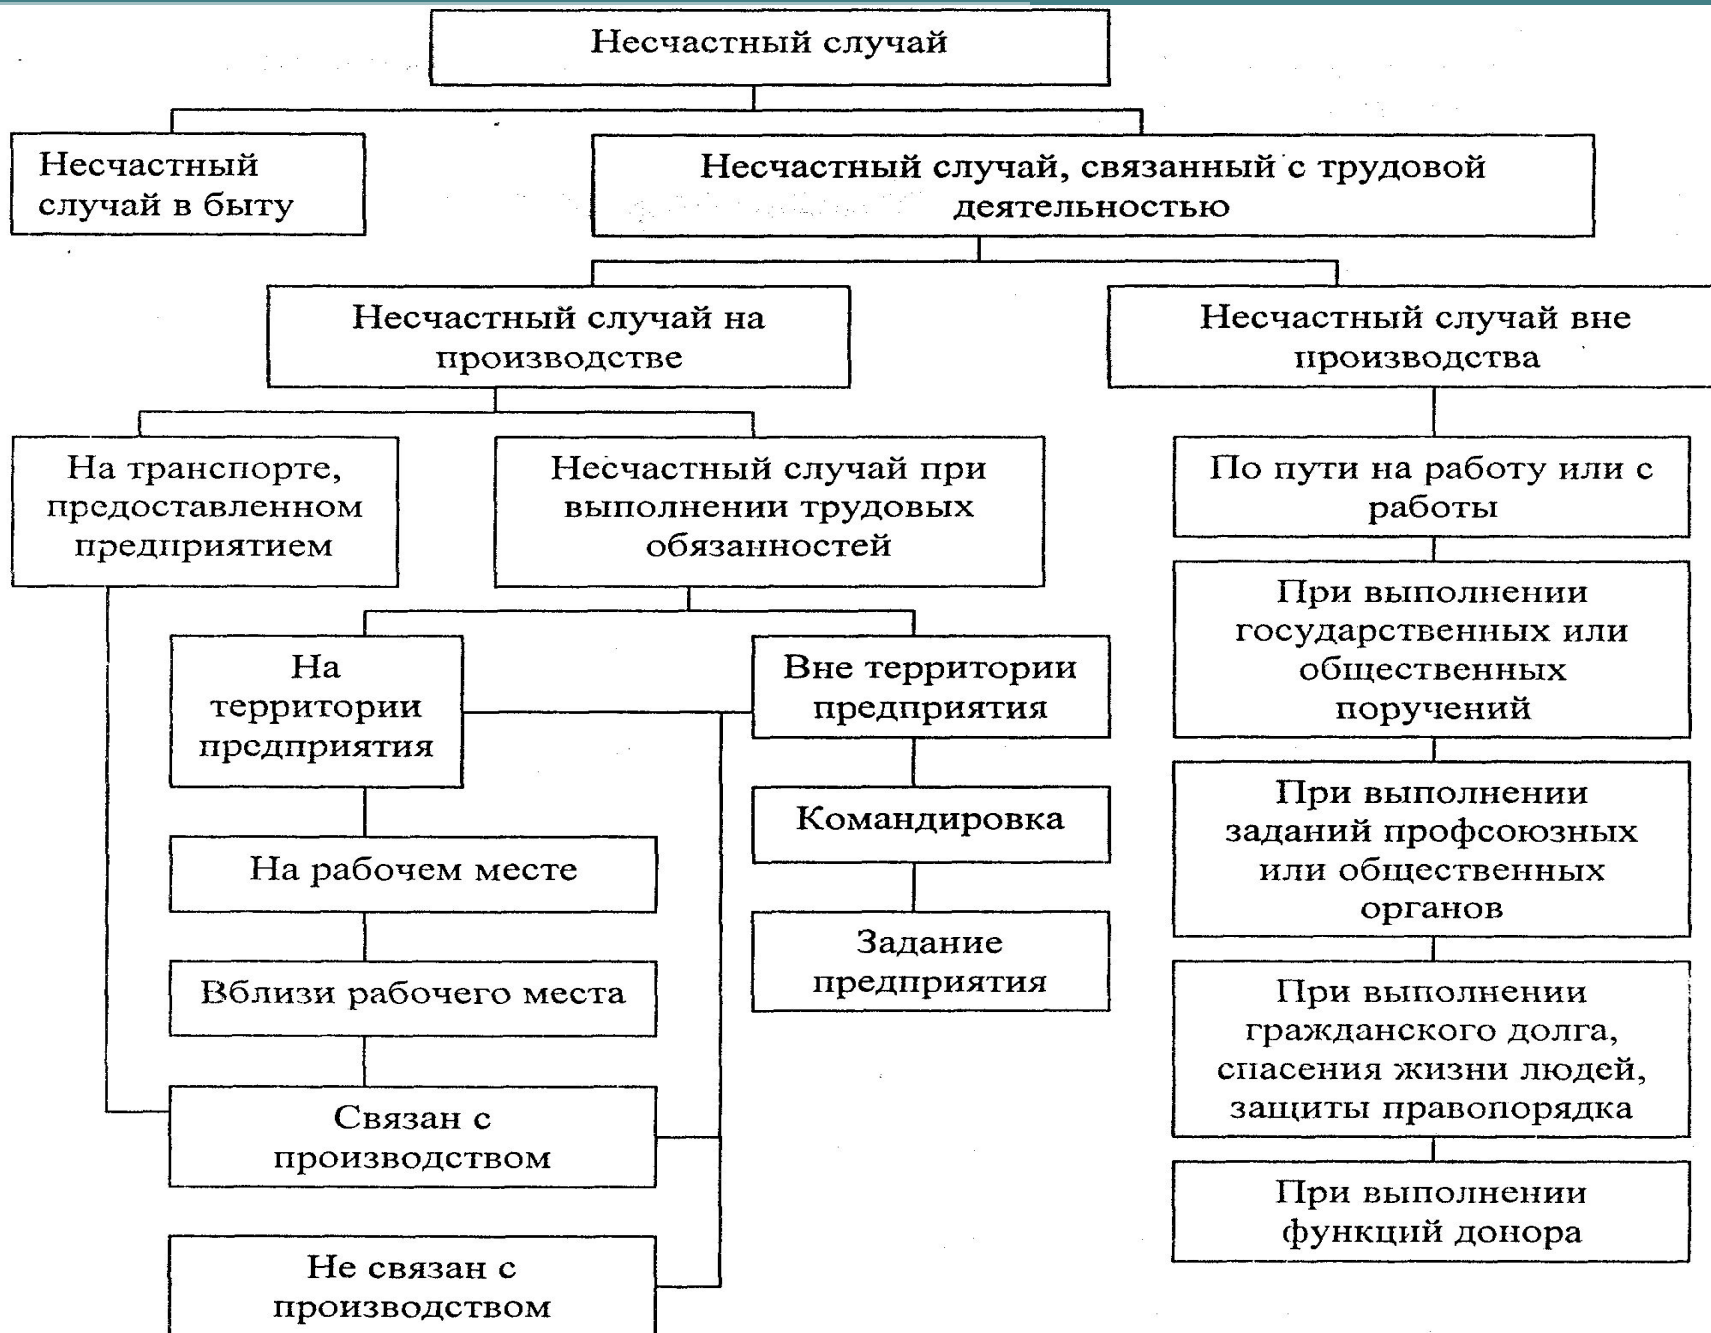 Несчастный случай
Несчастный
случай в быту
Несчастный случай, связанный с трудовой
деятельностью
Несчастный случай на
производстве
Несчастный случай вне
производства
На транспорте,
предоставленном
предприятием
Несчастный случай при
выполнении трудовых
обязанностей
На
территории
предприятия
Вне территории
предприятия
Командировка
Задание
предприятия
На рабочем месте
Вблизи рабочего места
Связан с
производством
Не связан с
производством
По пути на работу или с
работы
При выполнении
государственных или
общественных
поручений
При выполнении
заданий профсоюзных
или общественных
органов
При выполнении
гражданского долга,
спасения жизни людей,
защиты правопорядка
При выполнении
функций донора